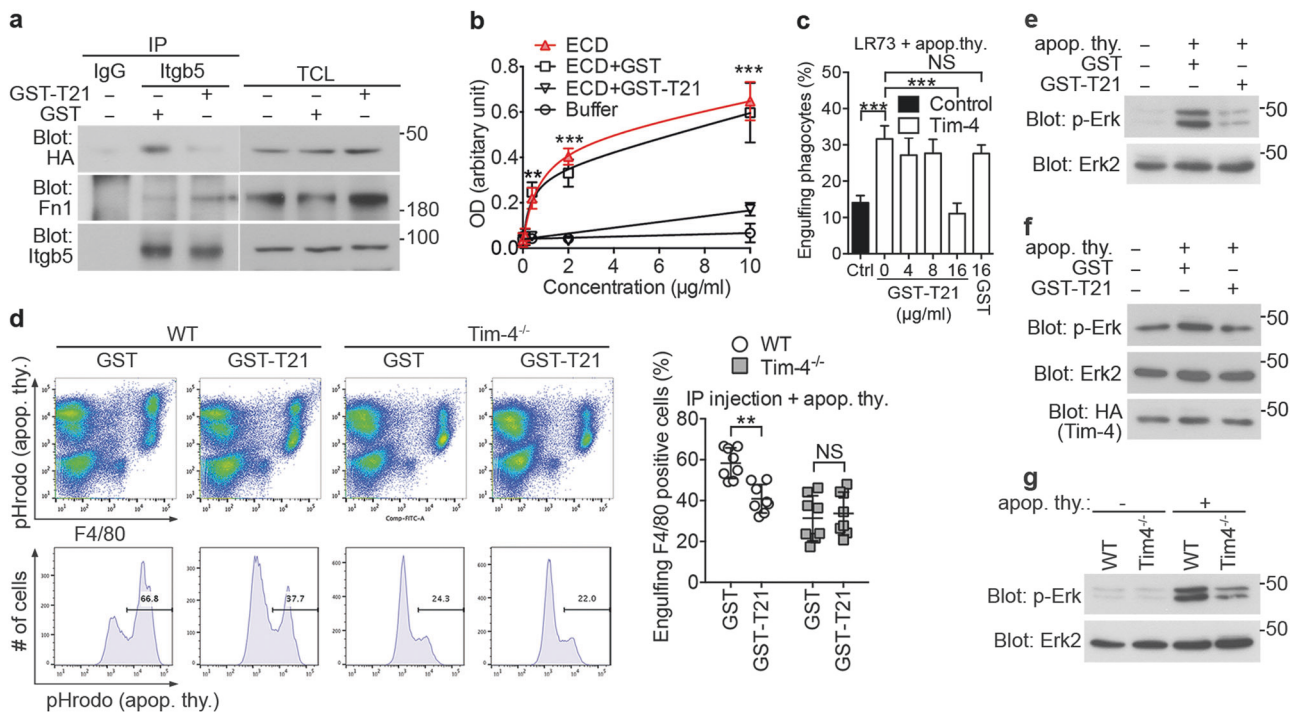 a
IP
IgG
Itgb5
TCL
GST-T21 – – + – – +
GST – + – – + –
Blot:
HA
50
Blot:
Fn1
180
Blot:
Itgb5
100
b
ECD
ECD+GST
ECD+GST-T21
Buffer
OD (arbitary unit)
0.8
0.6
0.4
0.2
0.0
** *** ***
0 2 4 6 8 10
Concentration (µg/ml)
c
LR73 + apop.thy.
NS
***
***
Control
Tim-4
Engulfing phagocytes (%)
50
40
30
20
10
0
Ctrl 0 4 8 16 16
GST-T21
(µg/ml)
GST
d
WT
Tim-4-/-
GST GST-T21 GST GST-T21
pHrodo (apop. thy.)
Comp-FITC-A
F4/80
# of cells
66.8
37.7
24.3
22.0
pHrodo (apop. thy.)
WT
Tim-4-/-
IP injection + apop. thy.
Engulfing F4/80 positive cells (%)
80
60
40
20
0
**
NS
GST
GST-T21
GST
GST-T21
e
apop. thy. – + +
GST – + –
GST-T21 – – +
Blot: p-Erk
50
Blot: Erk2
50
f
apop. thy. – + +
GST – + –
GST-T21 – – +
Blot: p-Erk
50
Blot: Erk2
50
Blot: HA
(Tim-4)
50
g
apop. thy.: - +
WT
Tim4-/-
WT
Tim4-/-
Blot: p-Erk
50
Blot: Erk2
50